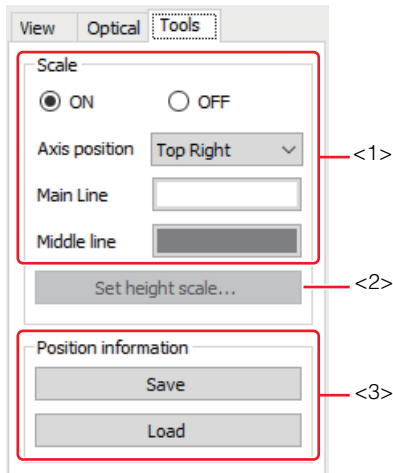 View Optical Tools
Scale
ON OFF
Axis position Top Right <1>
Main Line
Middle line
Set height scale... <2>
Position information
Save <3>
Load